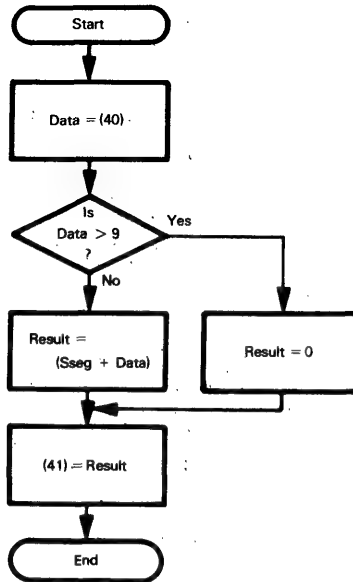 Start
Data = (40)
Is
Data > 9
?
Yes
No
Result =
(Sseg + Data)
Result = 0
(41) = Result
End